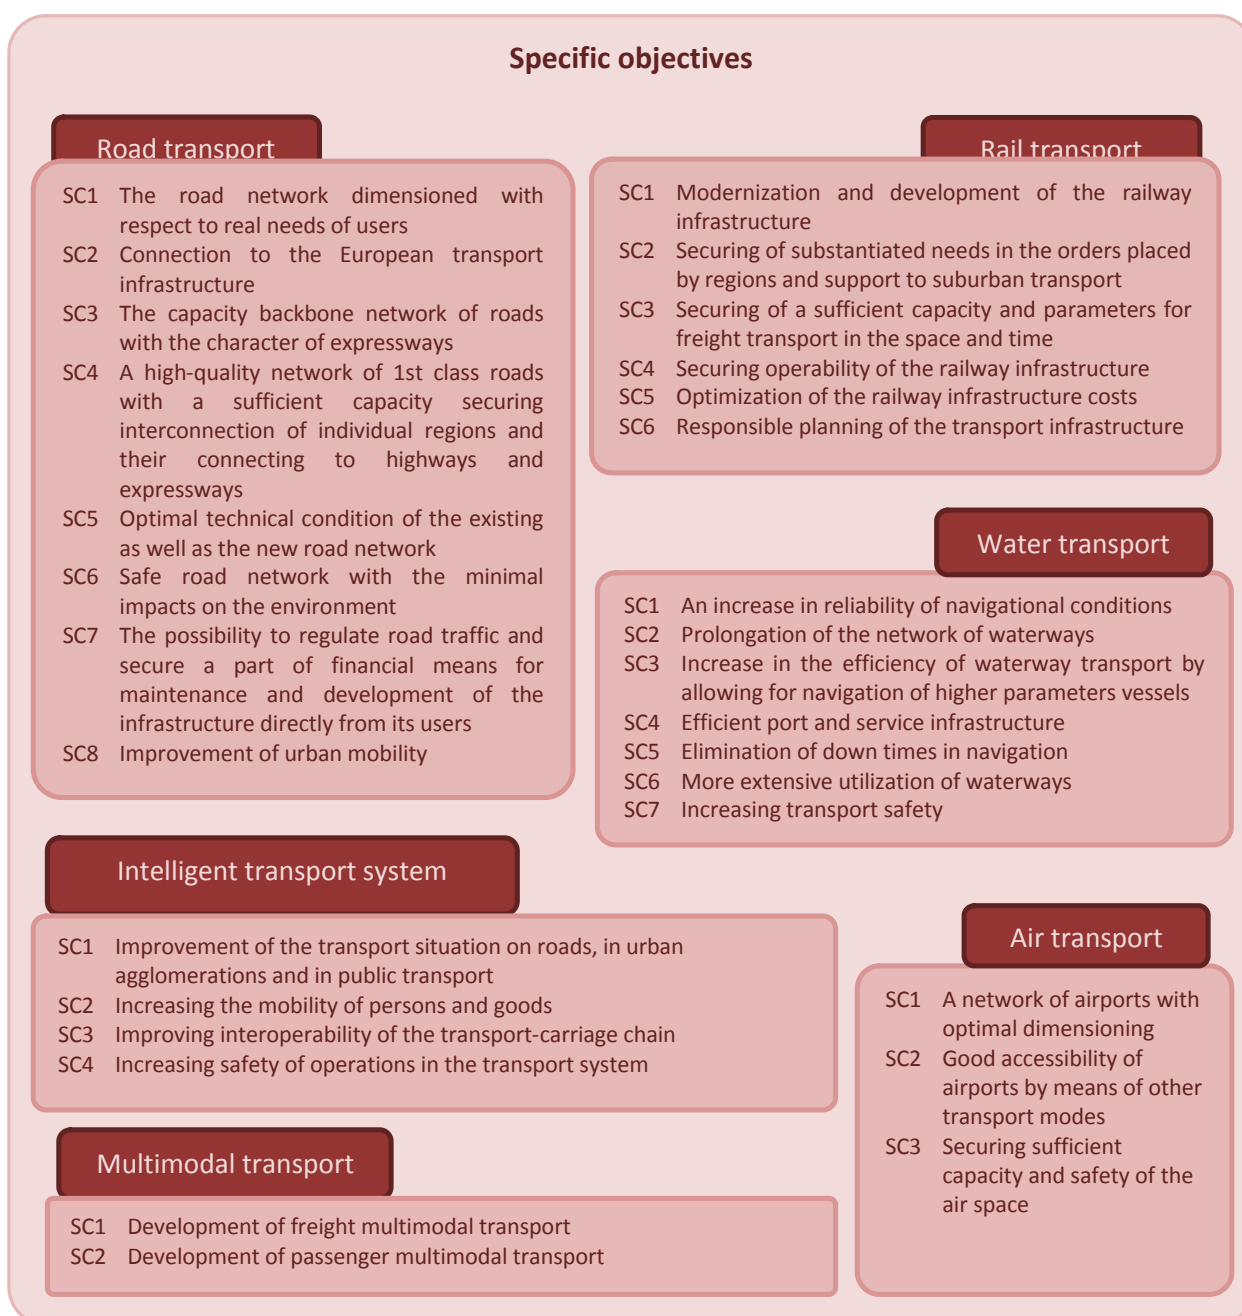 Specific objectives
Road transport
SC1 The road network dimensioned with
respect to real needs of users
SC2 Connection to the European transport
infrastructure
SC3 The capacity backbone network of roads
with the character of expressways
SC4 A high-quality network of 1st class roads
with a sufficient capacity securing
interconnection of individual regions and
their connecting to highways and
expressways
SC5 Optimal technical condition of the existing
as well as the new road network
SC6 Safe road network with the minimal
impacts on the environment
SC7 The possibility to regulate road traffic and
secure a part of financial means for
maintenance and development of the
infrastructure directly from its users
SC8 Improvement of urban mobility
Rail transport
SC1 Modernization and development of the railway
infrastructure
SC2 Securing of substantiated needs in the orders placed
by regions and support to suburban transport
SC3 Securing of a sufficient capacity and parameters for
freight transport in the space and time
SC4 Securing operability of the railway infrastructure
SC5 Optimization of the railway infrastructure costs
SC6 Responsible planning of the transport infrastructure
Water transport
SC1 An increase in reliability of navigational conditions
SC2 Prolongation of the network of waterways
SC3 Increase in the efficiency of waterway transport by
allowing for navigation of higher parameters vessels
SC4 Efficient port and service infrastructure
SC5 Elimination of down times in navigation
SC6 More extensive utilization of waterways
SC7 Increasing transport safety
Intelligent transport system
SC1 Improvement of the transport situation on roads, in urban
agglomerations and in public transport
SC2 Increasing the mobility of persons and goods
SC3 Improving interoperability of the transport-carriage chain
SC4 Increasing safety of operations in the transport system
Air transport
SC1 A network of airports with
optimal dimensioning
SC2 Good accessibility of
airports by means of other
transport modes
SC3 Securing sufficient
capacity and safety of the
air space
Multimodal transport
SC1 Development of freight multimodal transport
SC2 Development of passenger multimodal transport